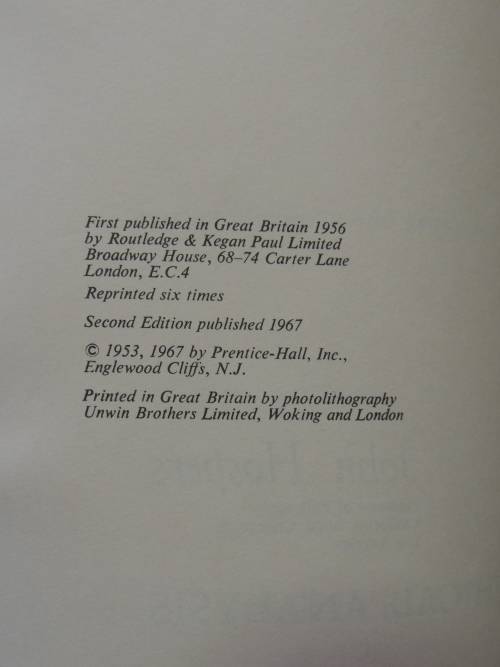 First published in Great Britain 1956
by Routledge & Kegan Paul Limited
Broadway House, 68–74 Carter Lane
London, E.C.4
Reprinted six times
Second Edition published 1967
© 1953, 1967 by Prentice-Hall, Inc.,
Englewood Cliffs, N.J.
Printed in Great Britain by photolithography
Unwin Brothers Limited, Woking and London
John Hospers